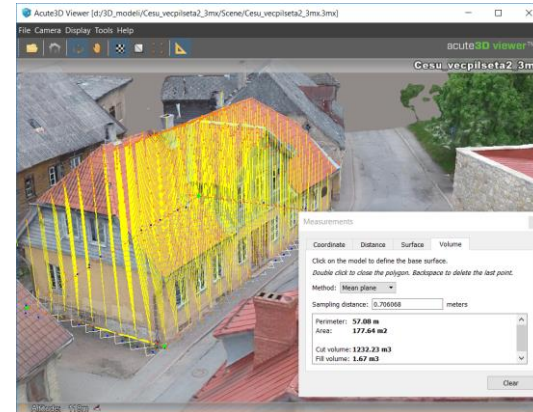 Acute3D Viewer [d:/3D_modeli/Cesu_vecpilseta2_3mx/Scene/Cesu_vecpilseta2_3mx.3mx]
File Camera Display Tools Help
acute3D viewer™
Cesu_vecpilseta2_3m
Measurements
Coordinate Distance Surface Volume
Click on the model to define the base surface.
Double click to close the polygon. Backspace to delete the last point.
Method: Mean plane
Sampling distance: 0.706068 meters
Perimeter: 57.08 m
Area: 177.64 m2
Cut volume: 1232.23 m3
Fill volume: 1.67 m3
Clear